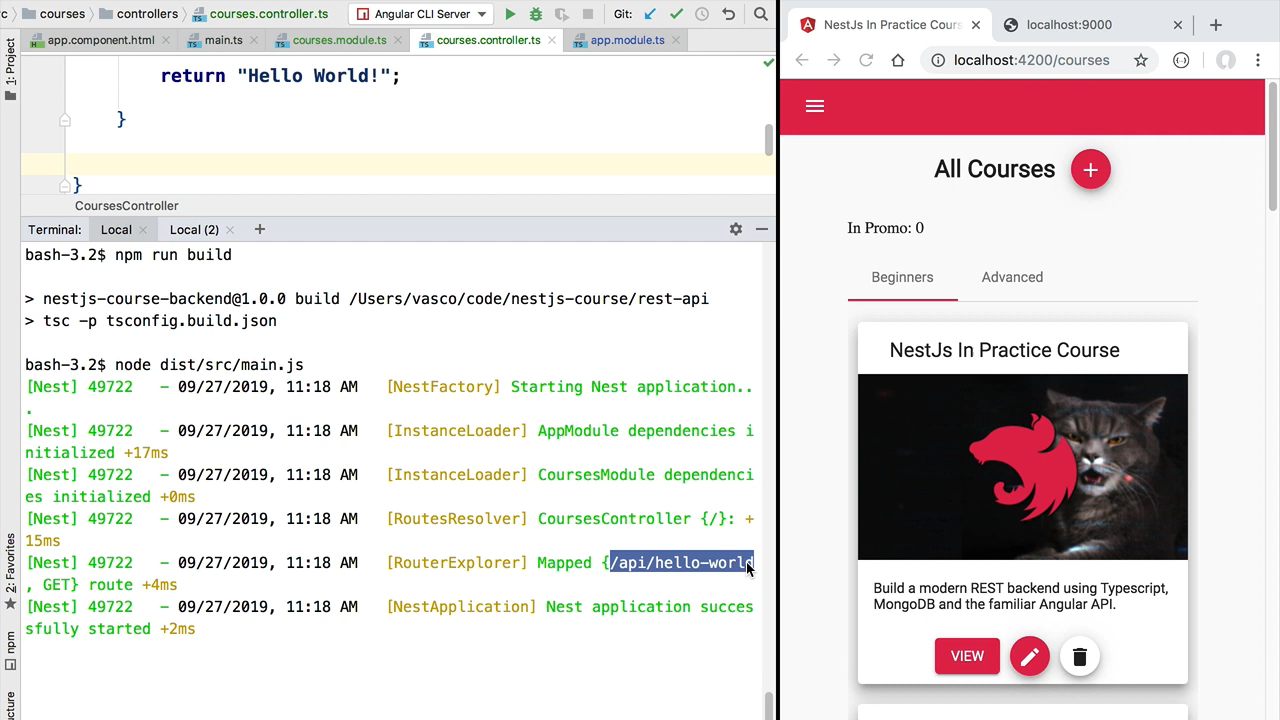 courses
controllers
courses.controller.ts
Angular CLI Server
Git:
app.component.html
main.ts
courses.module.ts
courses.controller.ts
app.module.ts
1: Project
return "Hello World!";
}
}
CoursesController
Terminal:
Local
Local (2)
bash-3.2$ npm run build
> nestjs-course-backend@1.0.0 build /Users/vasco/code/nestjs-course/rest-api
> tsc -p tsconfig.build.json
bash-3.2$ node dist/src/main.js
[Nest] 49722   - 09/27/2019, 11:18 AM   [NestFactory] Starting Nest application..
.
[Nest] 49722   - 09/27/2019, 11:18 AM   [InstanceLoader] AppModule dependencies i
nitialized +17ms
[Nest] 49722   - 09/27/2019, 11:18 AM   [InstanceLoader] CoursesModule dependenci
es initialized +0ms
[Nest] 49722   - 09/27/2019, 11:18 AM   [RoutesResolver] CoursesController {/}: +
15ms
[Nest] 49722   - 09/27/2019, 11:18 AM   [RouterExplorer] Mapped {/api/hello-world
, GET} route +4ms
[Nest] 49722   - 09/27/2019, 11:18 AM   [NestApplication] Nest application succes
sfully started +2ms
2: Favorites
npm
NestJs In Practice Cours
localhost:9000
localhost:4200/courses
All Courses
In Promo: 0
Beginners
Advanced
NestJs In Practice Course
Build a modern REST backend using Typescript,
MongoDB and the familiar Angular API.
VIEW